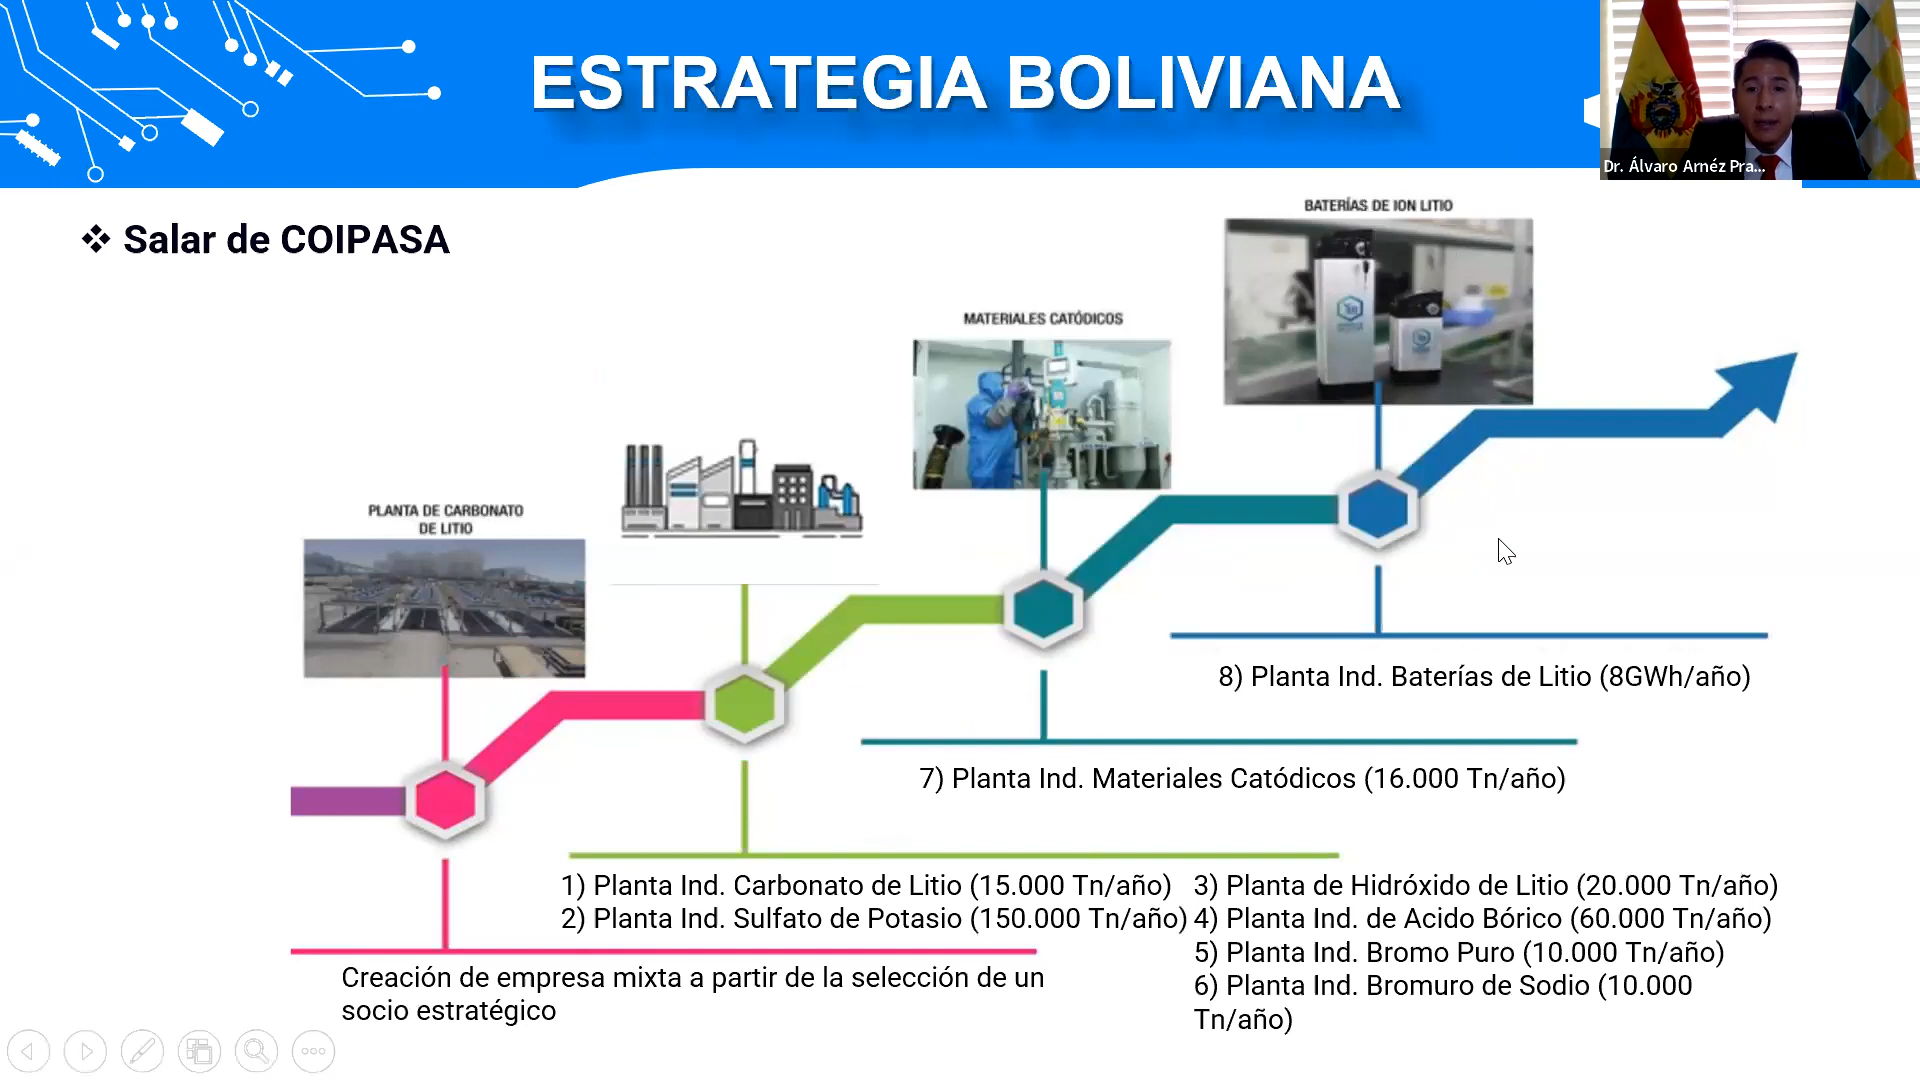 ESTRATEGIA BOLIVIANA
Dr. Álvaro Arnéz Pra...
Salar de COIPASA
BATERÍAS DE ION LITIO
MATERIALES CATÓDICOS
PLANTA DE CARBONATO
DE LITIO
8) Planta Ind. Baterías de Litio (8GWh/año)
7) Planta Ind. Materiales Catódicos (16.000 Tn/año)
1) Planta Ind. Carbonato de Litio (15.000 Tn/año)
2) Planta Ind. Sulfato de Potasio (150.000 Tn/año)
3) Planta de Hidróxido de Litio (20.000 Tn/año)
4) Planta Ind. de Acido Bórico (60.000 Tn/año)
5) Planta Ind. Bromo Puro (10.000 Tn/año)
6) Planta Ind. Bromuro de Sodio (10.000
Tn/año)
Creación de empresa mixta a partir de la selección de un
socio estratégico